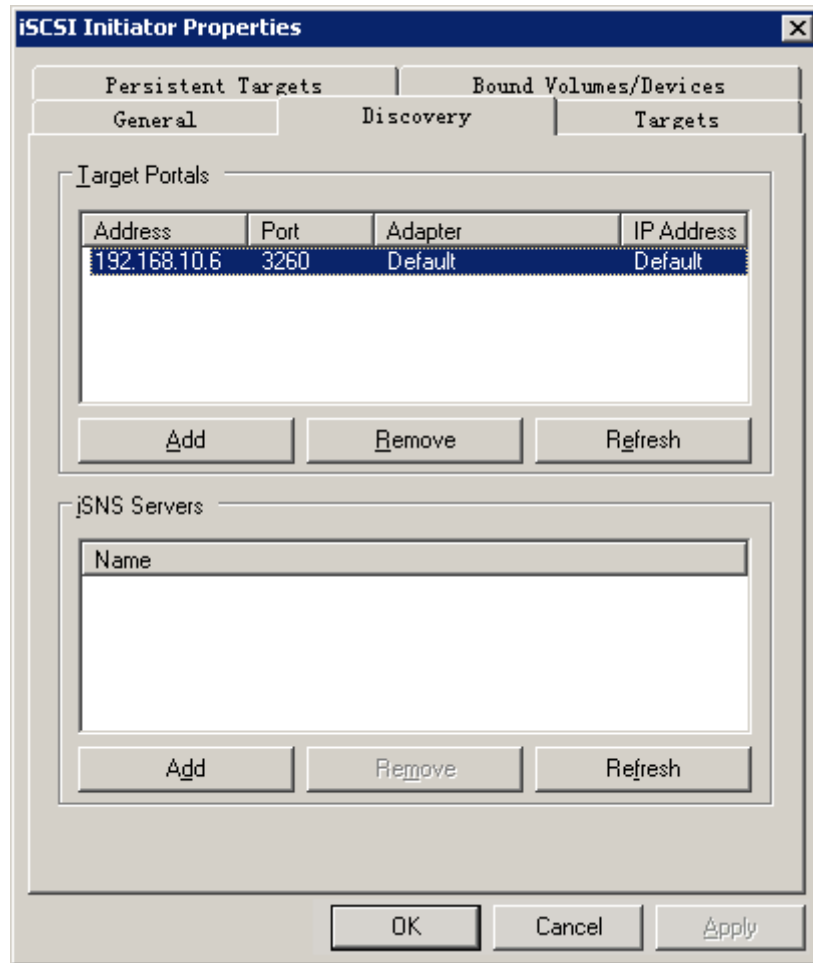 iSCSI Initiator Properties
Persistent Targets Bound Volumes/Devices
General Discovery Targets
Target Portals
Address Port Adapter IP Address
192.168.10.6 3260 Default Default
Add Remove Refresh
iSNS Servers
Name
Add Remove Refresh
OK Cancel Apply